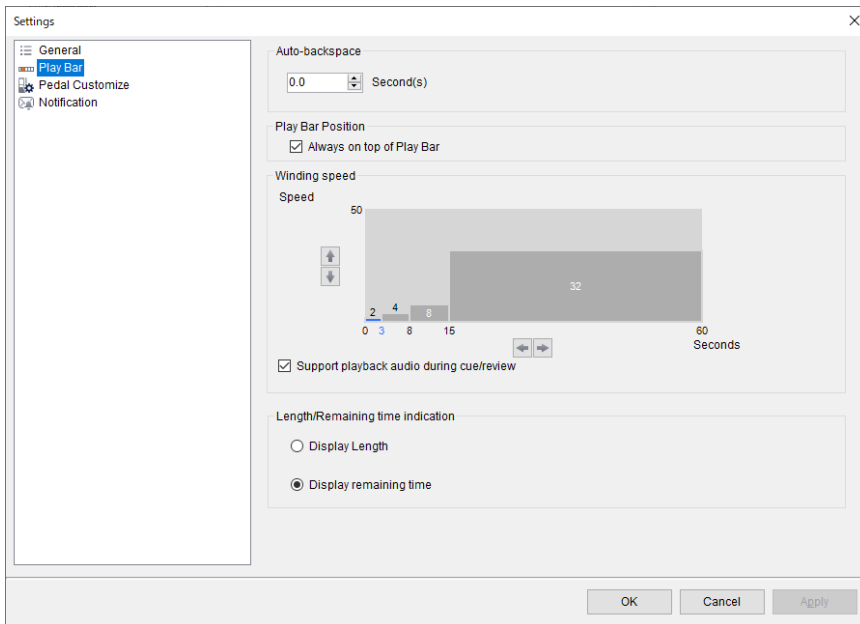 Settings
General
Play Bar
Pedal Customize
Notification
Auto-backspace
0.0 Second(s)
Play Bar Position
Always on top of Play Bar
Winding speed
Speed
50
2 4 8 32
0 3 8 15 60
Seconds
Support playback audio during cue/review
Length/Remaining time indication
Display Length
Display remaining time
OK Cancel Apply